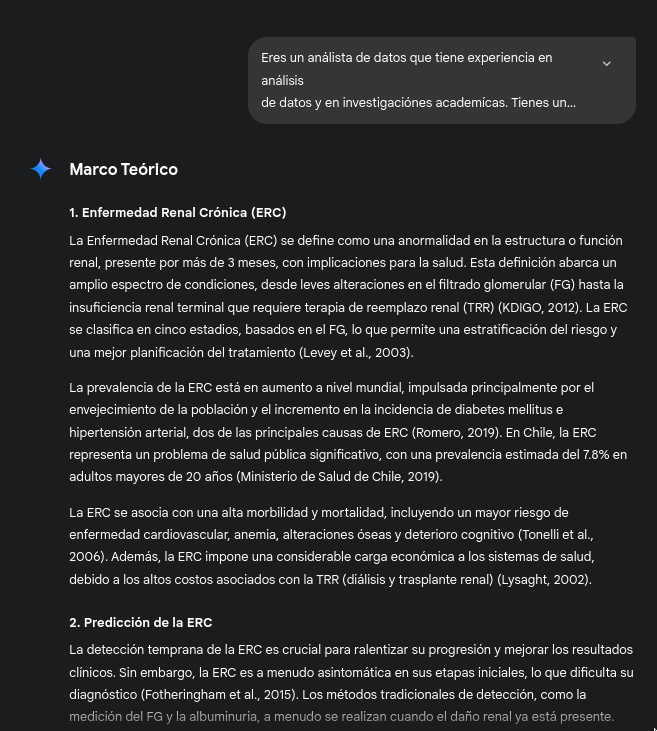 Eres un análista de datos que tiene experiencia en
análisis
de datos y en investigaciónes academícas. Tienes un...
Marco Teórico
1. Enfermedad Renal Crónica (ERC)
La Enfermedad Renal Crónica (ERC) se define como una anormalidad en la estructura o función
renal, presente por más de 3 meses, con implicaciones para la salud. Esta definición abarca un
amplio espectro de condiciones, desde leves alteraciones en el filtrado glomerular (FG) hasta la
insuficiencia renal terminal que requiere terapia de reemplazo renal (TRR) (KDIGO, 2012). La ERC
se clasifica en cinco estadios, basados en el FG, lo que permite una estratificación del riesgo y
una mejor planificación del tratamiento (Levey et al., 2003).
La prevalencia de la ERC está en aumento a nivel mundial, impulsada principalmente por el
envejecimiento de la población y el incremento en la incidencia de diabetes mellitus e
hipertensión arterial, dos de las principales causas de ERC (Romero, 2019). En Chile, la ERC
representa un problema de salud pública significativo, con una prevalencia estimada del 7.8% en
adultos mayores de 20 años (Ministerio de Salud de Chile, 2019).
La ERC se asocia con una alta morbilidad y mortalidad, incluyendo un mayor riesgo de
enfermedad cardiovascular, anemia, alteraciones óseas y deterioro cognitivo (Tonelli et al.,
2006). Además, la ERC impone una considerable carga económica a los sistemas de salud,
debido a los altos costos asociados con la TRR (diálisis y trasplante renal) (Lysaght, 2002).
2. Predicción de la ERC
La detección temprana de la ERC es crucial para ralentizar su progresión y mejorar los resultados
clínicos. Sin embargo, la ERC es a menudo asintomática en sus etapas iniciales, lo que dificulta su
diagnóstico (Fotheringham et al., 2015). Los métodos tradicionales de detección, como la
medición del FG y la albuminuria, a menudo se realizan cuando el daño renal ya está presente.